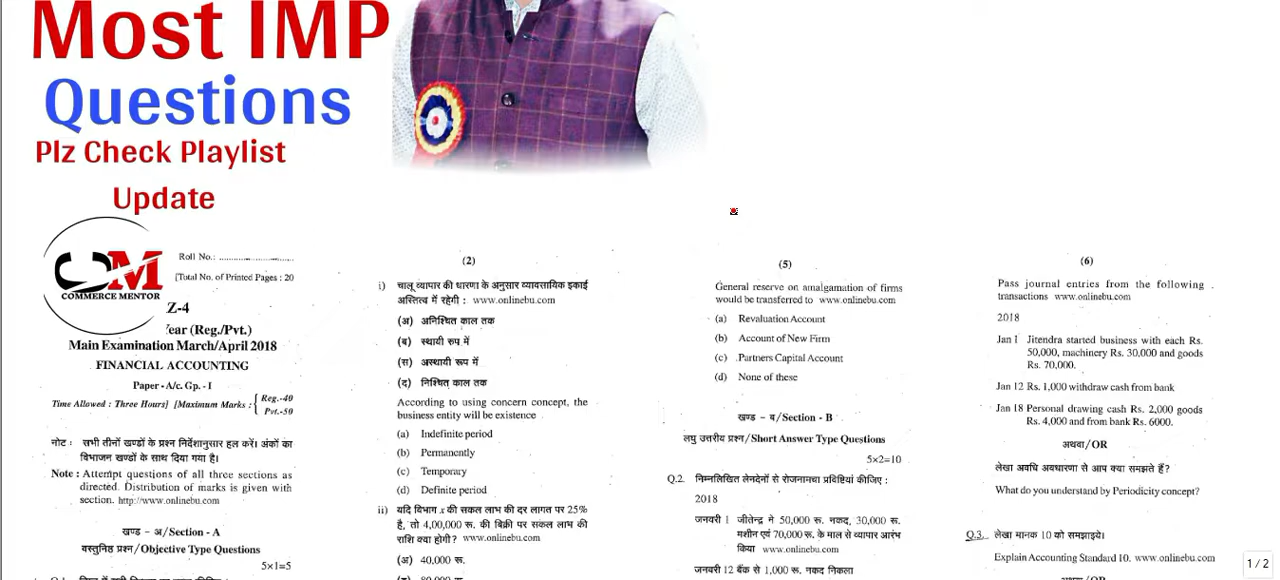 Most IMP
Questions
Plz Check Playlist
Update
COMMERCE MENTOR
Roll No.: ........................
[Total No. of Printed Pages : 20
Z-4
Year (Reg./Pvt.)
Main Examination March/April 2018
FINANCIAL ACCOUNTING
Paper - A/c. Gp. - I
Time Allowed : Three Hours] [Maximum Marks : { Reg.-40
Pvt.-50
नोट : सभी तीनों खण्डों के प्रश्न निर्देशानुसार हल करें। अंकों का
विभाजन खण्डों के साथ दिया गया है।
Note : Attempt questions of all three sections as
directed. Distribution of marks is given with
section. http://www.onlinebu.com
खण्ड – अ/Section - A
वस्तुनिष्ठ प्रश्न/Objective Type Questions
5x1=5
(2)
i) चालू व्यापार की धारणा के अनुसार व्यावसायिक इकाई
अस्तित्व में रहेगी : www.onlinebu.com
(अ) अनिश्चित काल तक
(ब) स्थायी रुप में
(स) अस्थायी रूप में
(द) निश्चित काल तक
According to using concern concept, the
business entity will be existence
(a) Indefinite period
(b) Permanently
(c) Temporary
(d) Definite period
ii) यदि विभाग x की सकल लाभ की दर लागत पर 25%
है, तो 4,00,000 रू. की बिक्री पर सकल लाभ की
राशि क्या होगी? www.onlinebu.com
(अ) 40,000 रू.
(5)
General reserve on amalgamation of firms
would be transferred to www.onlinebu.com
(a) Revaluation Account
(b) Account of New Firm
(c) Partners Capital Account
(d) None of these
खण्ड – ब/Section - B
लघु उत्तरीय प्रश्न/Short Answer Type Questions
5x2=10
Q.2. निम्नलिखित लेनदेनों से रोजनामचा प्रविष्टियां कीजिए :
2018
जनवरी 1 जीतेन्द्र ने 50,000 रू. नकद, 30,000 रू.
मशीन एवं 70,000 रू. के माल से व्यापार आरंभ
किया www.onlinebu.com
जनवरी 12 बैंक से 1,000 रू. नकद निकला
(6)
Pass journal entries from the following
transactions www.onlinebu.com
2018
Jan 1 Jitendra started business with each Rs.
50,000, machinery Rs. 30,000 and goods
Rs. 70,000.
Jan 12 Rs. 1,000 withdraw cash from bank
Jan 18 Personal drawing cash Rs. 2,000 goods
Rs. 4,000 and from bank Rs. 6000.
अथवा/OR
लेखा अवधि अवधारणा से आप क्या समझते हैं?
What do you understand by Periodicity concept?
Q.3. लेखा मानक 10 को समझाइये।
Explain Accounting Standard 10. www.onlinebu.com
1 / 2